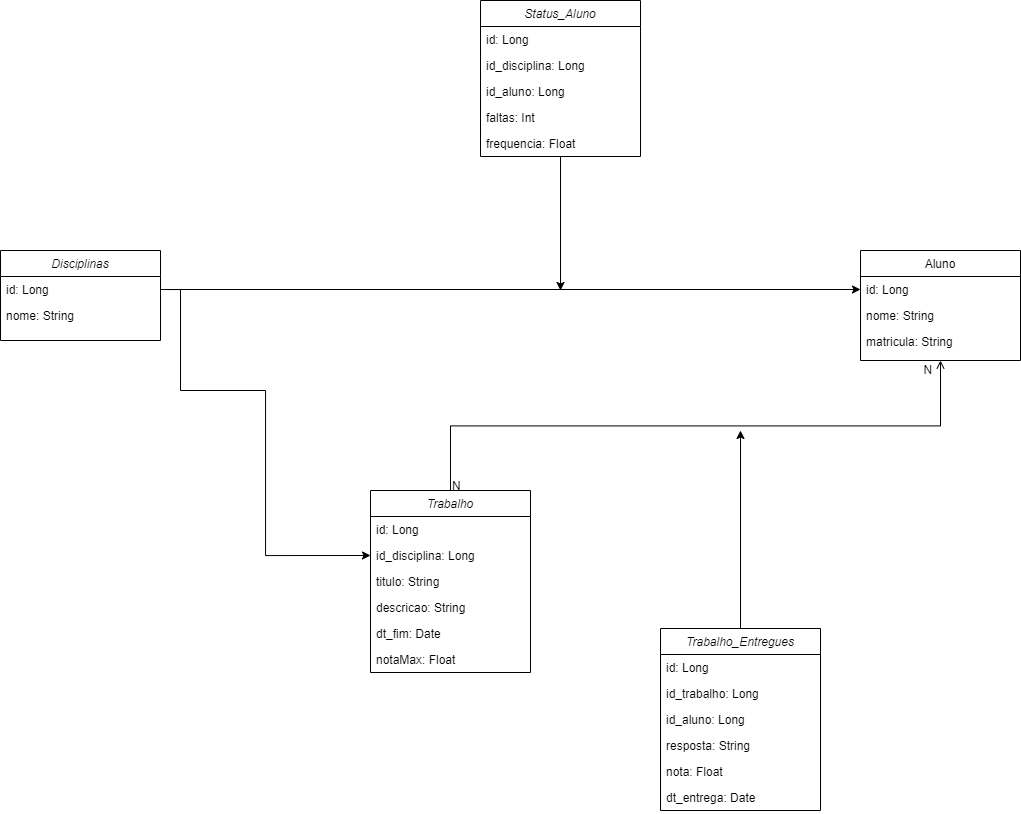 Status_Aluno
id: Long
id_disciplina: Long
id_aluno: Long
faltas: Int
frequencia: Float
Disciplinas
id: Long
nome: String
Aluno
id: Long
nome: String
matricula: String
N
N
Trabalho
id: Long
id_disciplina: Long
titulo: String
descricao: String
dt_fim: Date
notaMax: Float
Trabalho_Entregues
id: Long
id_trabalho: Long
id_aluno: Long
resposta: String
nota: Float
dt_entrega: Date